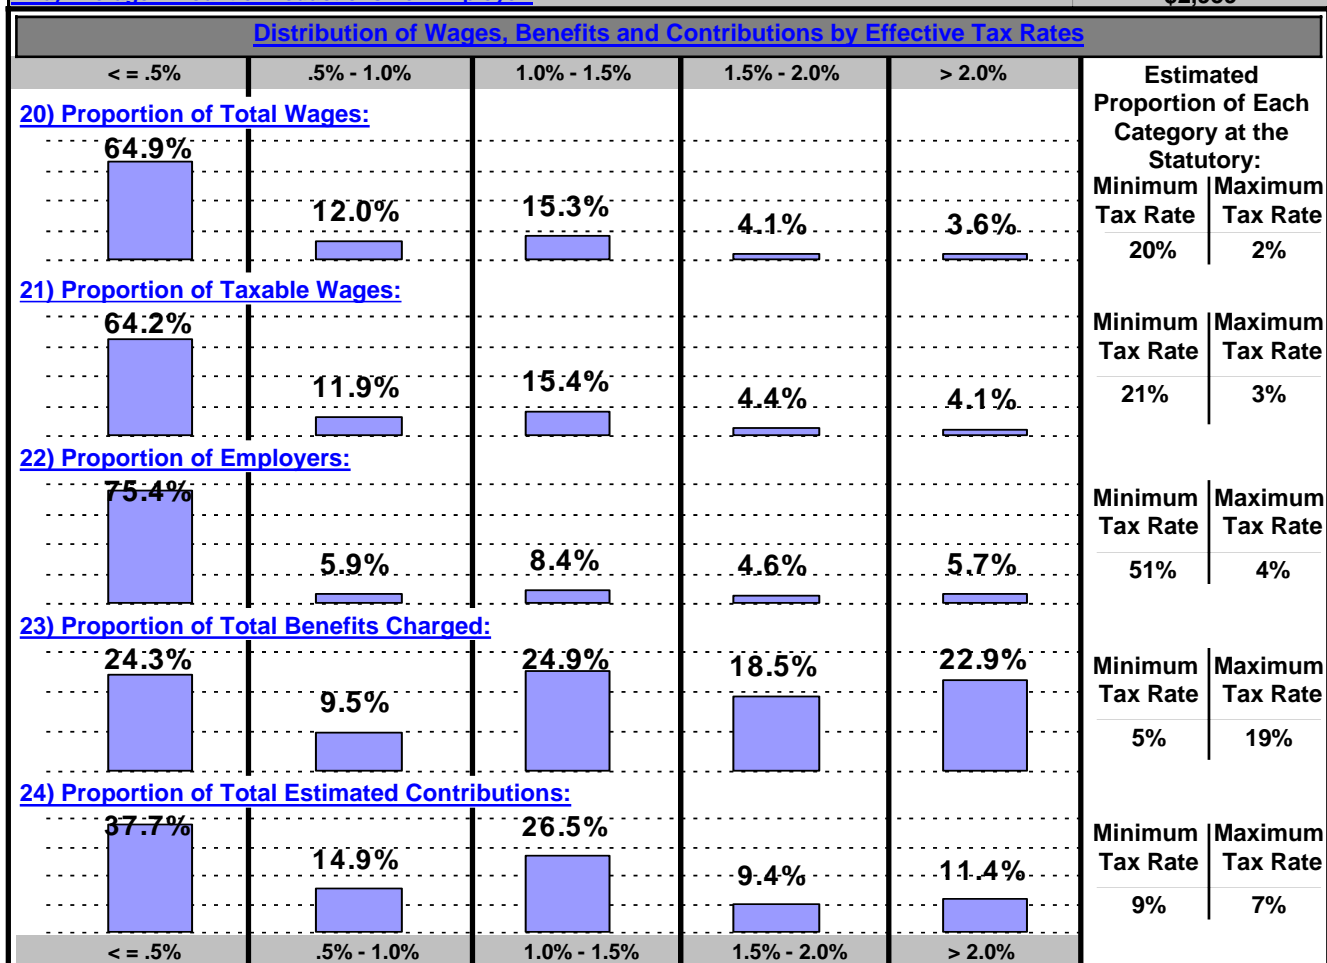 Distribution of Wages, Benefits and Contributions by Effective Tax Rates
< = .5% .5% - 1.0% 1.0% - 1.5% 1.5% - 2.0% > 2.0%
Estimated
Proportion of Each
Category at the
Statutory:
20) Proportion of Total Wages:
64.9% 12.0% 15.3% 4.1% 3.6%
Minimum Maximum
Tax Rate Tax Rate
20% 2%
21) Proportion of Taxable Wages:
64.2% 11.9% 15.4% 4.4% 4.1%
Minimum Maximum
Tax Rate Tax Rate
21% 3%
22) Proportion of Employers:
75.4% 5.9% 8.4% 4.6% 5.7%
Minimum Maximum
Tax Rate Tax Rate
51% 4%
23) Proportion of Total Benefits Charged:
24.3% 9.5% 24.9% 18.5% 22.9%
Minimum Maximum
Tax Rate Tax Rate
5% 19%
24) Proportion of Total Estimated Contributions:
37.7% 14.9% 26.5% 9.4% 11.4%
Minimum Maximum
Tax Rate Tax Rate
9% 7%
< = .5% .5% - 1.0% 1.0% - 1.5% 1.5% - 2.0% > 2.0%